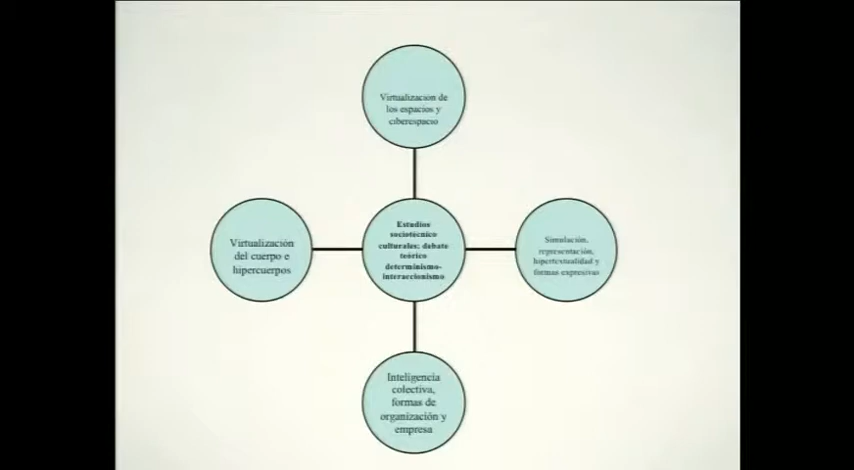 Virtualización de
los espacios y
ciberespacio
Virtualización
del cuerpo e
hipercuerpos
Estudios
sociotécnico
culturales: debate
teórico
determinismo-
interaccionismo
Simulación,
representación,
hipertextualidad y
formas expresivas
Inteligencia
colectiva,
formas de
organización y
empresa